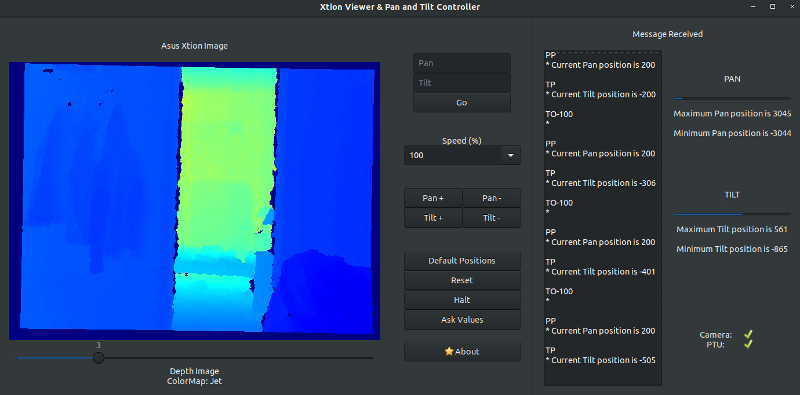 Xtion Viewer & Pan and Tilt Controller
Asus Xtion Image
3
Depth Image
ColorMap: Jet
Pan
Tilt
Go
Speed (%)
100
Pan +
Pan -
Tilt +
Tilt -
Default Positions
Reset
Halt
Ask Values
About
Message Received
PP
* Current Pan position is 200
TP
* Current Tilt position is -200
TO-100
*
PP
* Current Pan position is 200
TP
* Current Tilt position is -306
TO-100
*
PP
* Current Pan position is 200
TP
* Current Tilt position is -401
TO-100
*
PP
* Current Pan position is 200
TP
* Current Tilt position is -505
PAN
Maximum Pan position is 3045
Minimum Pan position is -3044
TILT
Maximum Tilt position is 561
Minimum Tilt position is -865
Camera:
PTU: